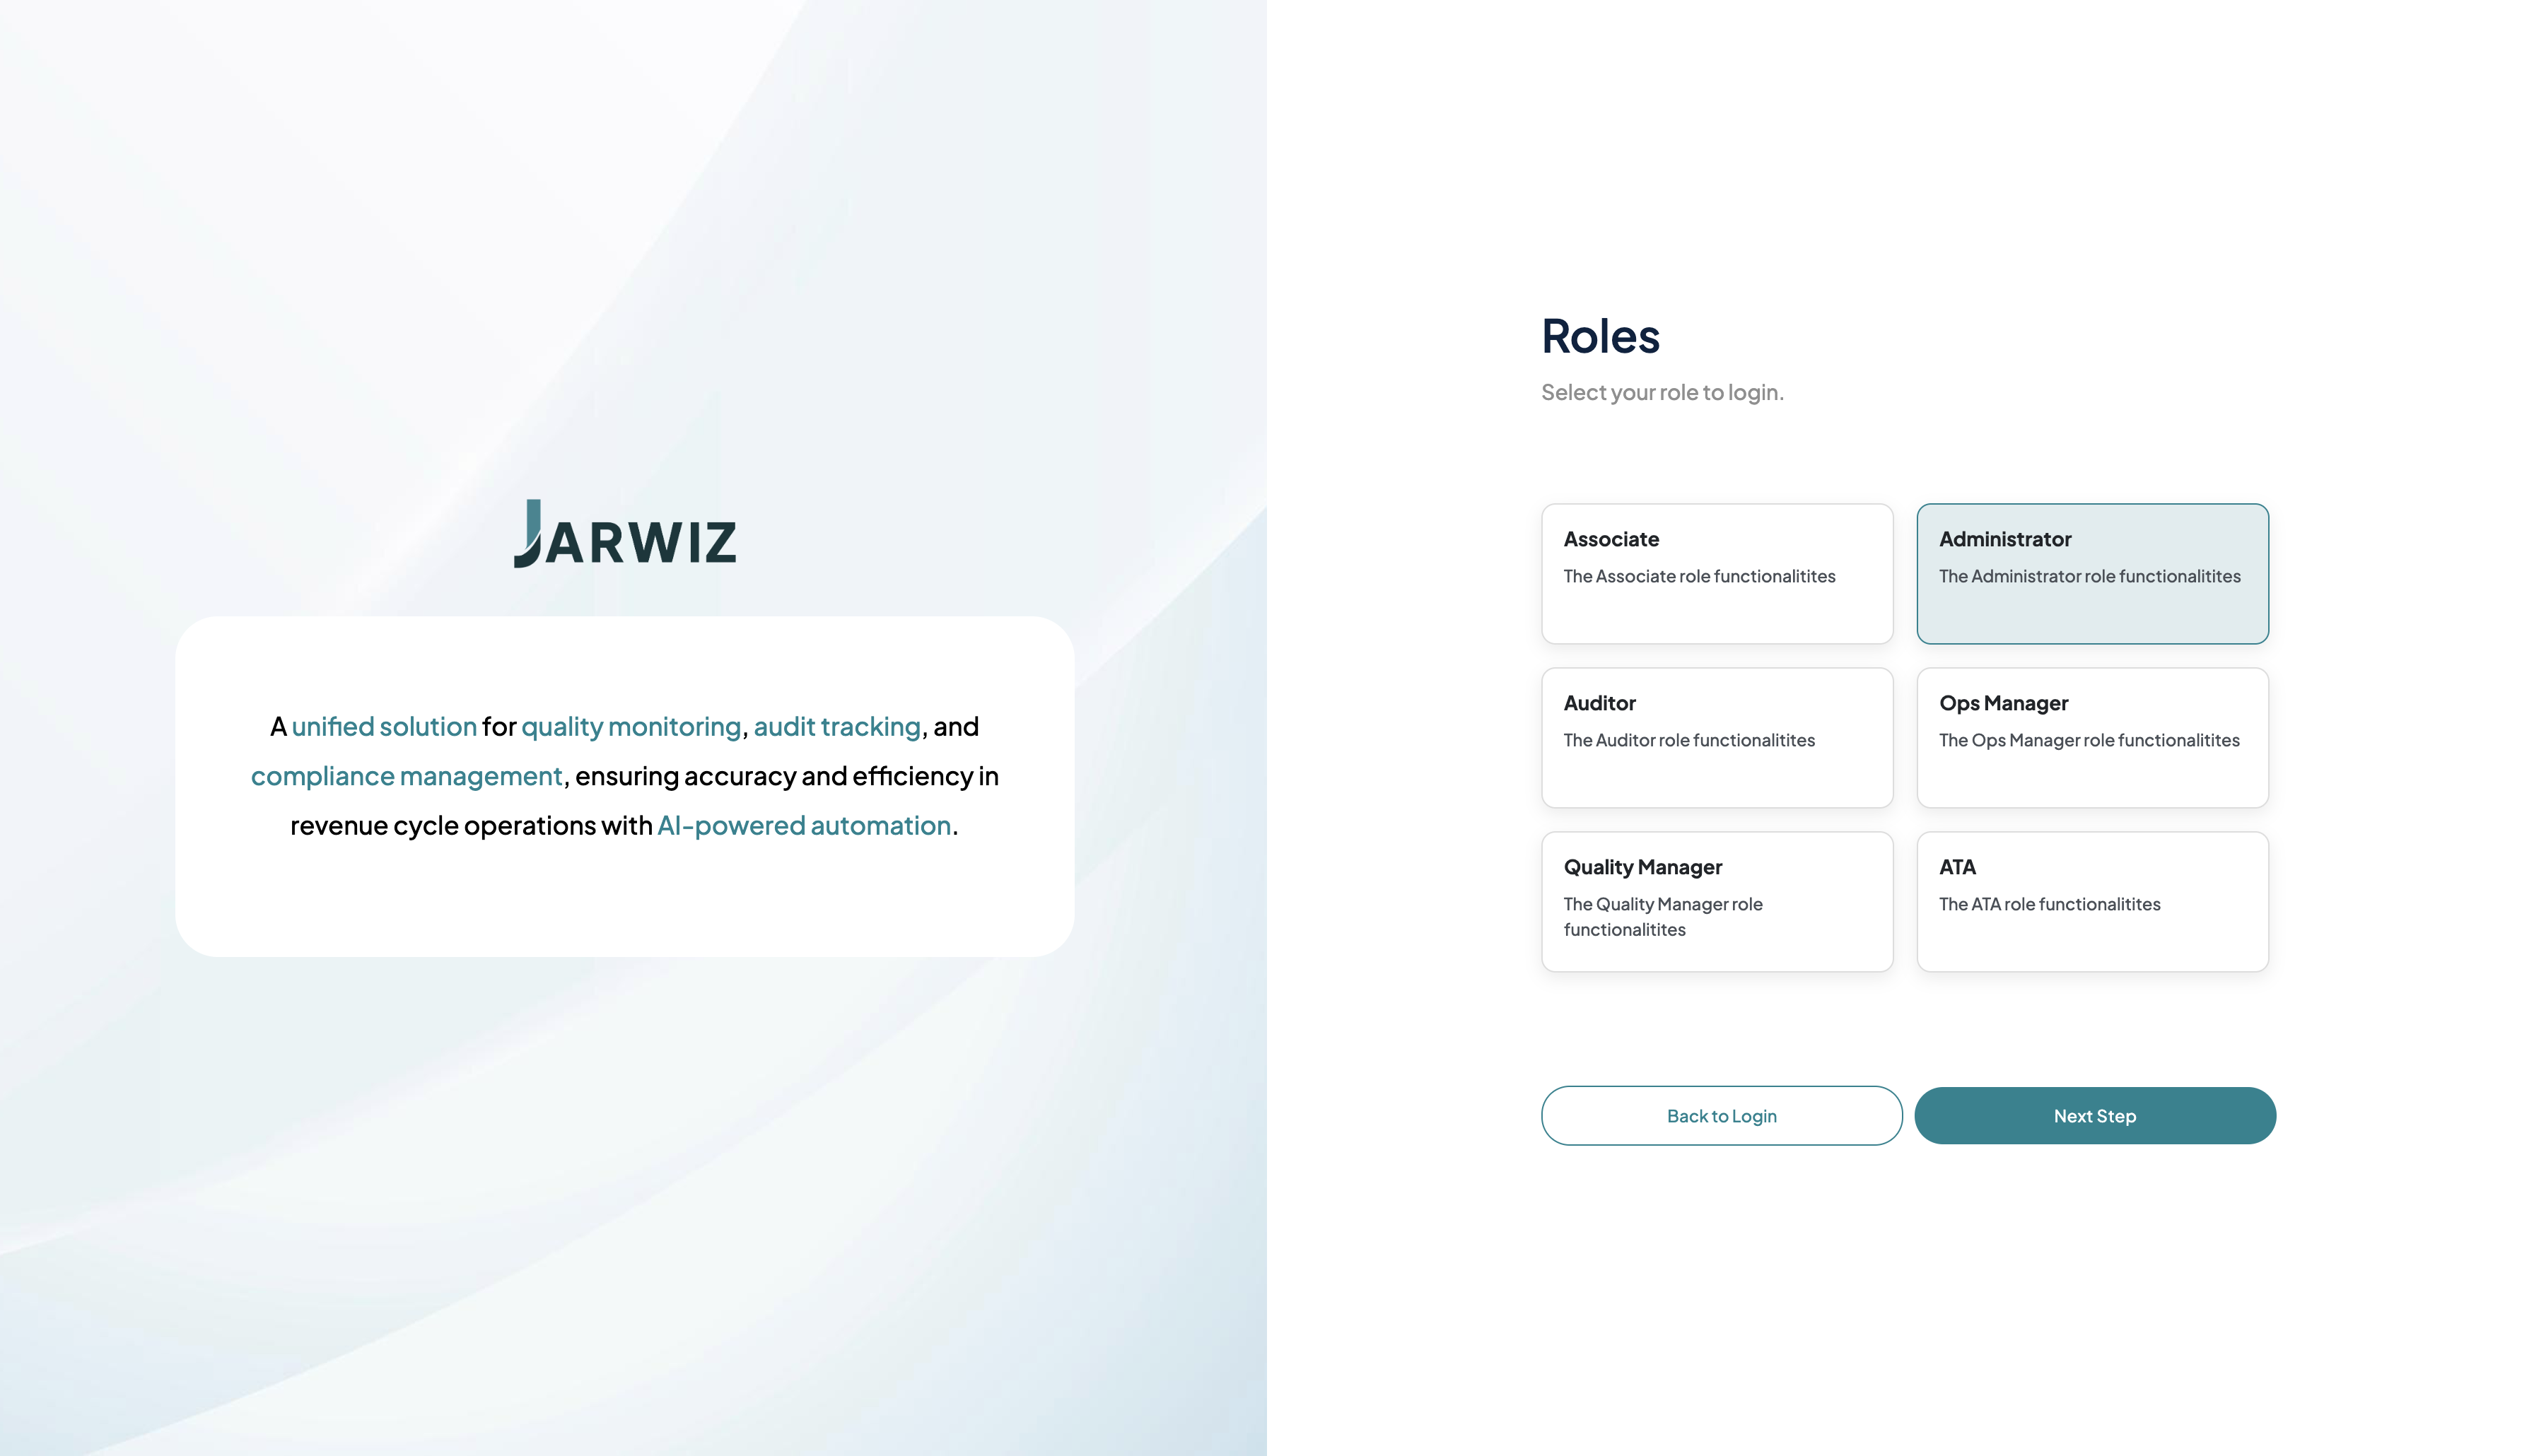 JARWIZ
A unified solution for quality monitoring, audit tracking, and
compliance management, ensuring accuracy and efficiency in
revenue cycle operations with AI-powered automation.
Roles
Select your role to login.
Associate
The Associate role functionalitites
Administrator
The Administrator role functionalitites
Auditor
The Auditor role functionalitites
Ops Manager
The Ops Manager role functionalitites
Quality Manager
The Quality Manager role
functionalitites
ATA
The ATA role functionalitites
Back to Login
Next Step